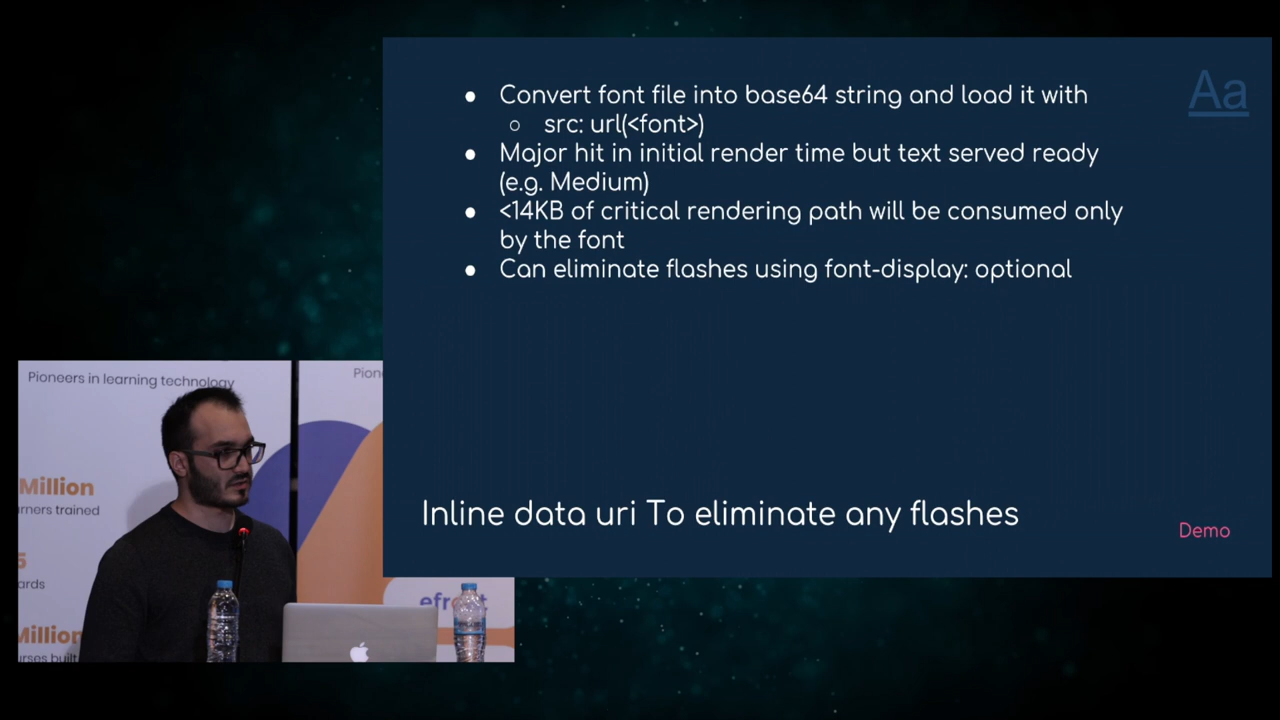 Aa
● Convert font file into base64 string and load it with
○ src: url(<font>)
● Major hit in initial render time but text served ready
(e.g. Medium)
● <14KB of critical rendering path will be consumed only
by the font
● Can eliminate flashes using font-display: optional
Inline data uri To eliminate any flashes
Demo
Pioneers in learning technology
Pion
Million
rners trained
5
ards
Million
rses built